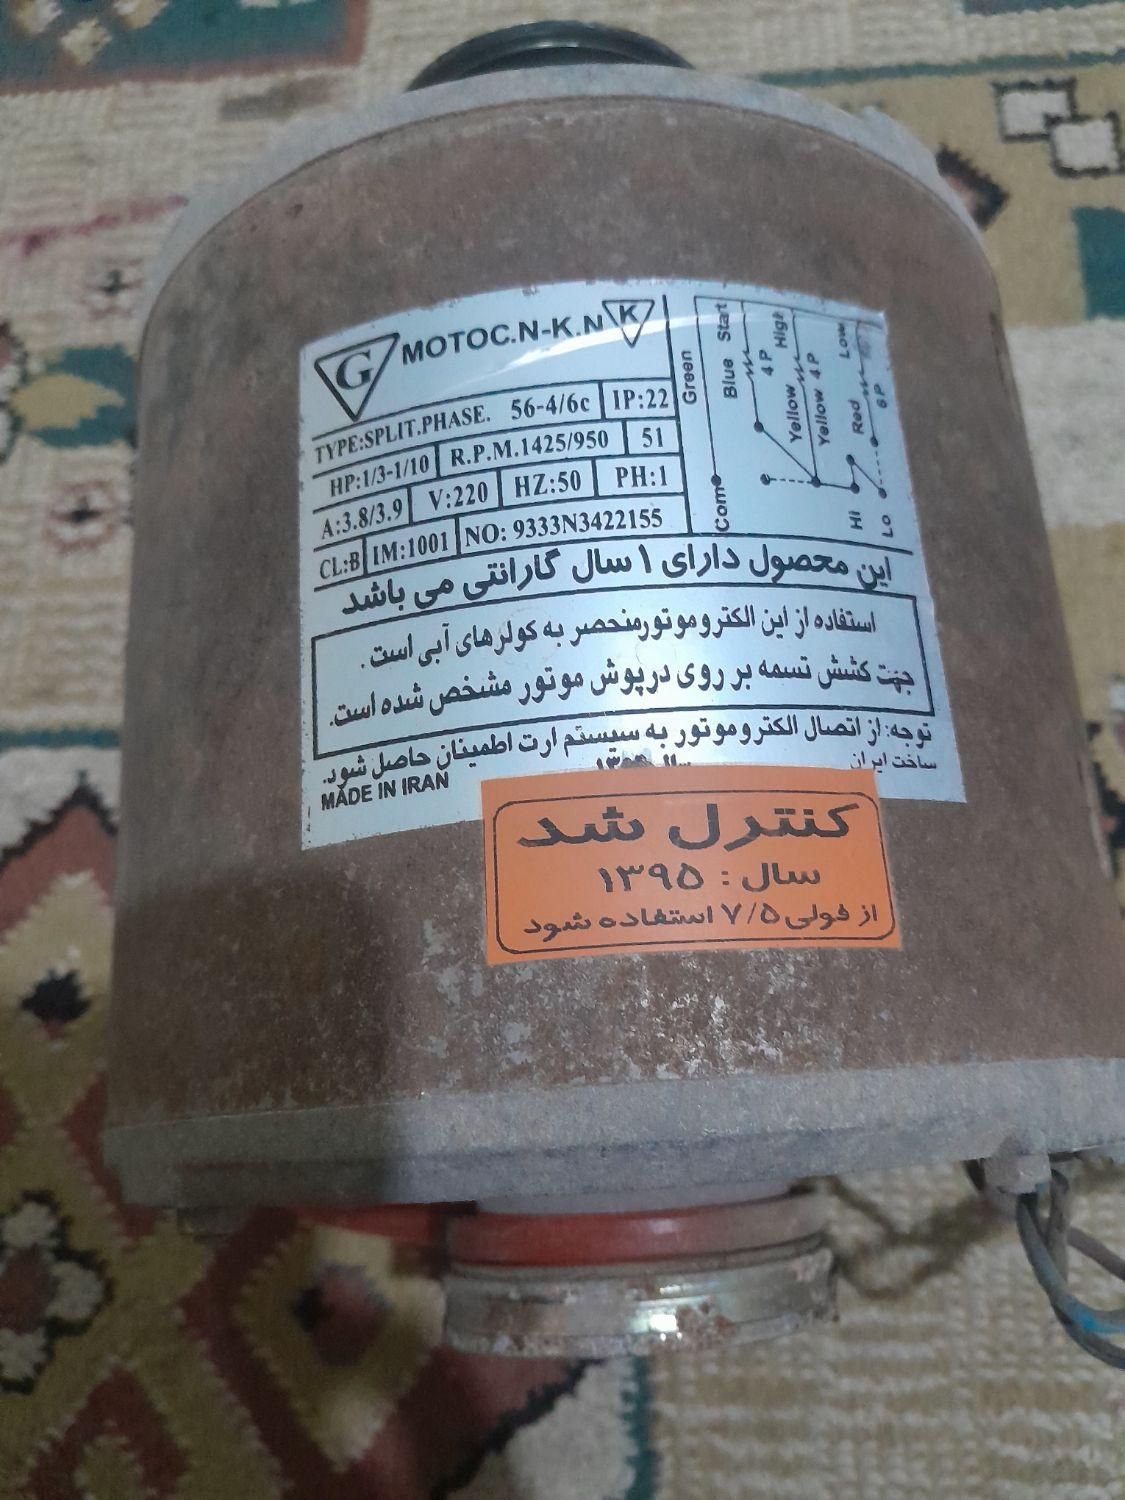 G MOTOC.N-K.N K
TYPE:SPLIT.PHASE. 56-4/6c IP:22
HP:1/3-1/10 R.P.M.1425/950 51
A:3.8/3.9 V:220 HZ:50 PH:1
CL:B IM:1001 NO: 9333N3422155
Green
Com
Blue Start
4P
Yellow High
Yellow 4P
Red Low
6P
Hi
Lo
این محصول دارای ۱ سال گارانتی می باشد
استفاده از این الکتروموتورمنحصر به کولرهای آبی است .
جهت کشش تسمه بر روی درپوش موتور مشخص شده است.
توجه: از اتصال الکتروموتور به سیستم ارت اطمینان حاصل شود.
ساخت ایران
سال
MADE IN IRAN
کنترل شد
سال : ۱۳۹۵
از فولی ۷/۵ استفاده شود